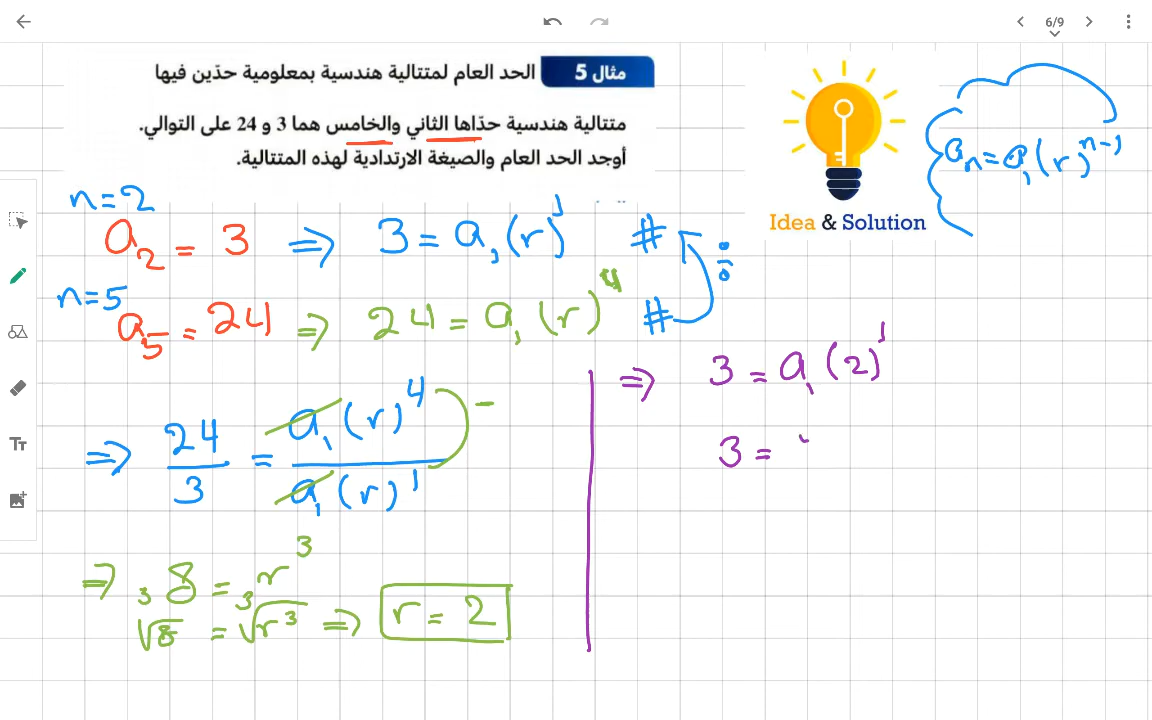 6/9
مثال 5 الحد العام لمتتالية هندسية بمعلومية حدّين فيها
متتالية هندسية حدّاها الثاني والخامس هما 3 و 24 على التوالي.
أوجد الحد العام والصيغة الارتدادية لهذه المتتالية.
Idea & Solution
aₙ = a₁(r)ⁿ⁻¹
n=2
a₂ = 3 ⇒ 3 = a₁(r)¹ #
÷
n=5
a₅ = 24 ⇒ 24 = a₁(r)⁴ #
⇒ 24/3 = a₁(r)⁴ / a₁(r)¹ −
⇒ 8 = r³
³√8 = ³√r³ ⇒ r = 2
⇒ 3 = a₁(2)¹
3 =
Tт